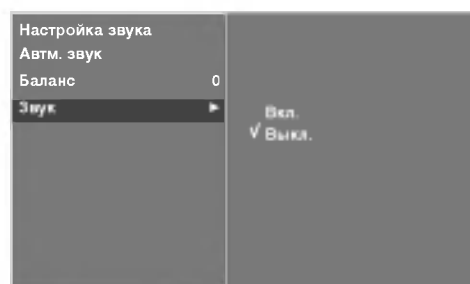 Настройка звука
Автм. звук
Баланс 0
Звук ►
Вкл.
√ Выкл.